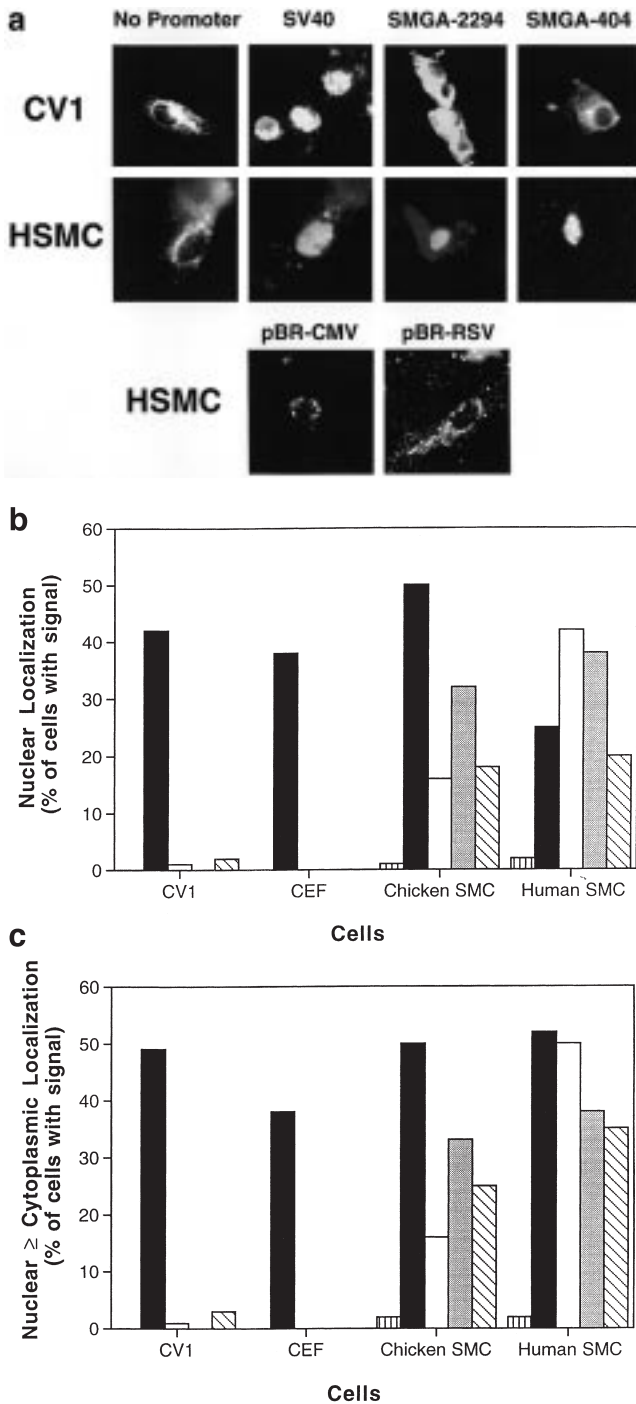 a
No Promoter SV40 SMGA-2294 SMGA-404
CV1
HSMC
pBR-CMV pBR-RSV
HSMC
b
Nuclear Localization
(% of cells with signal)
60
50
40
30
20
10
0
CV1 CEF Chicken SMC Human SMC
Cells
c
Nuclear ≥ Cytoplasmic Localization
(% of cells with signal)
60
50
40
30
20
10
0
CV1 CEF Chicken SMC Human SMC
Cells